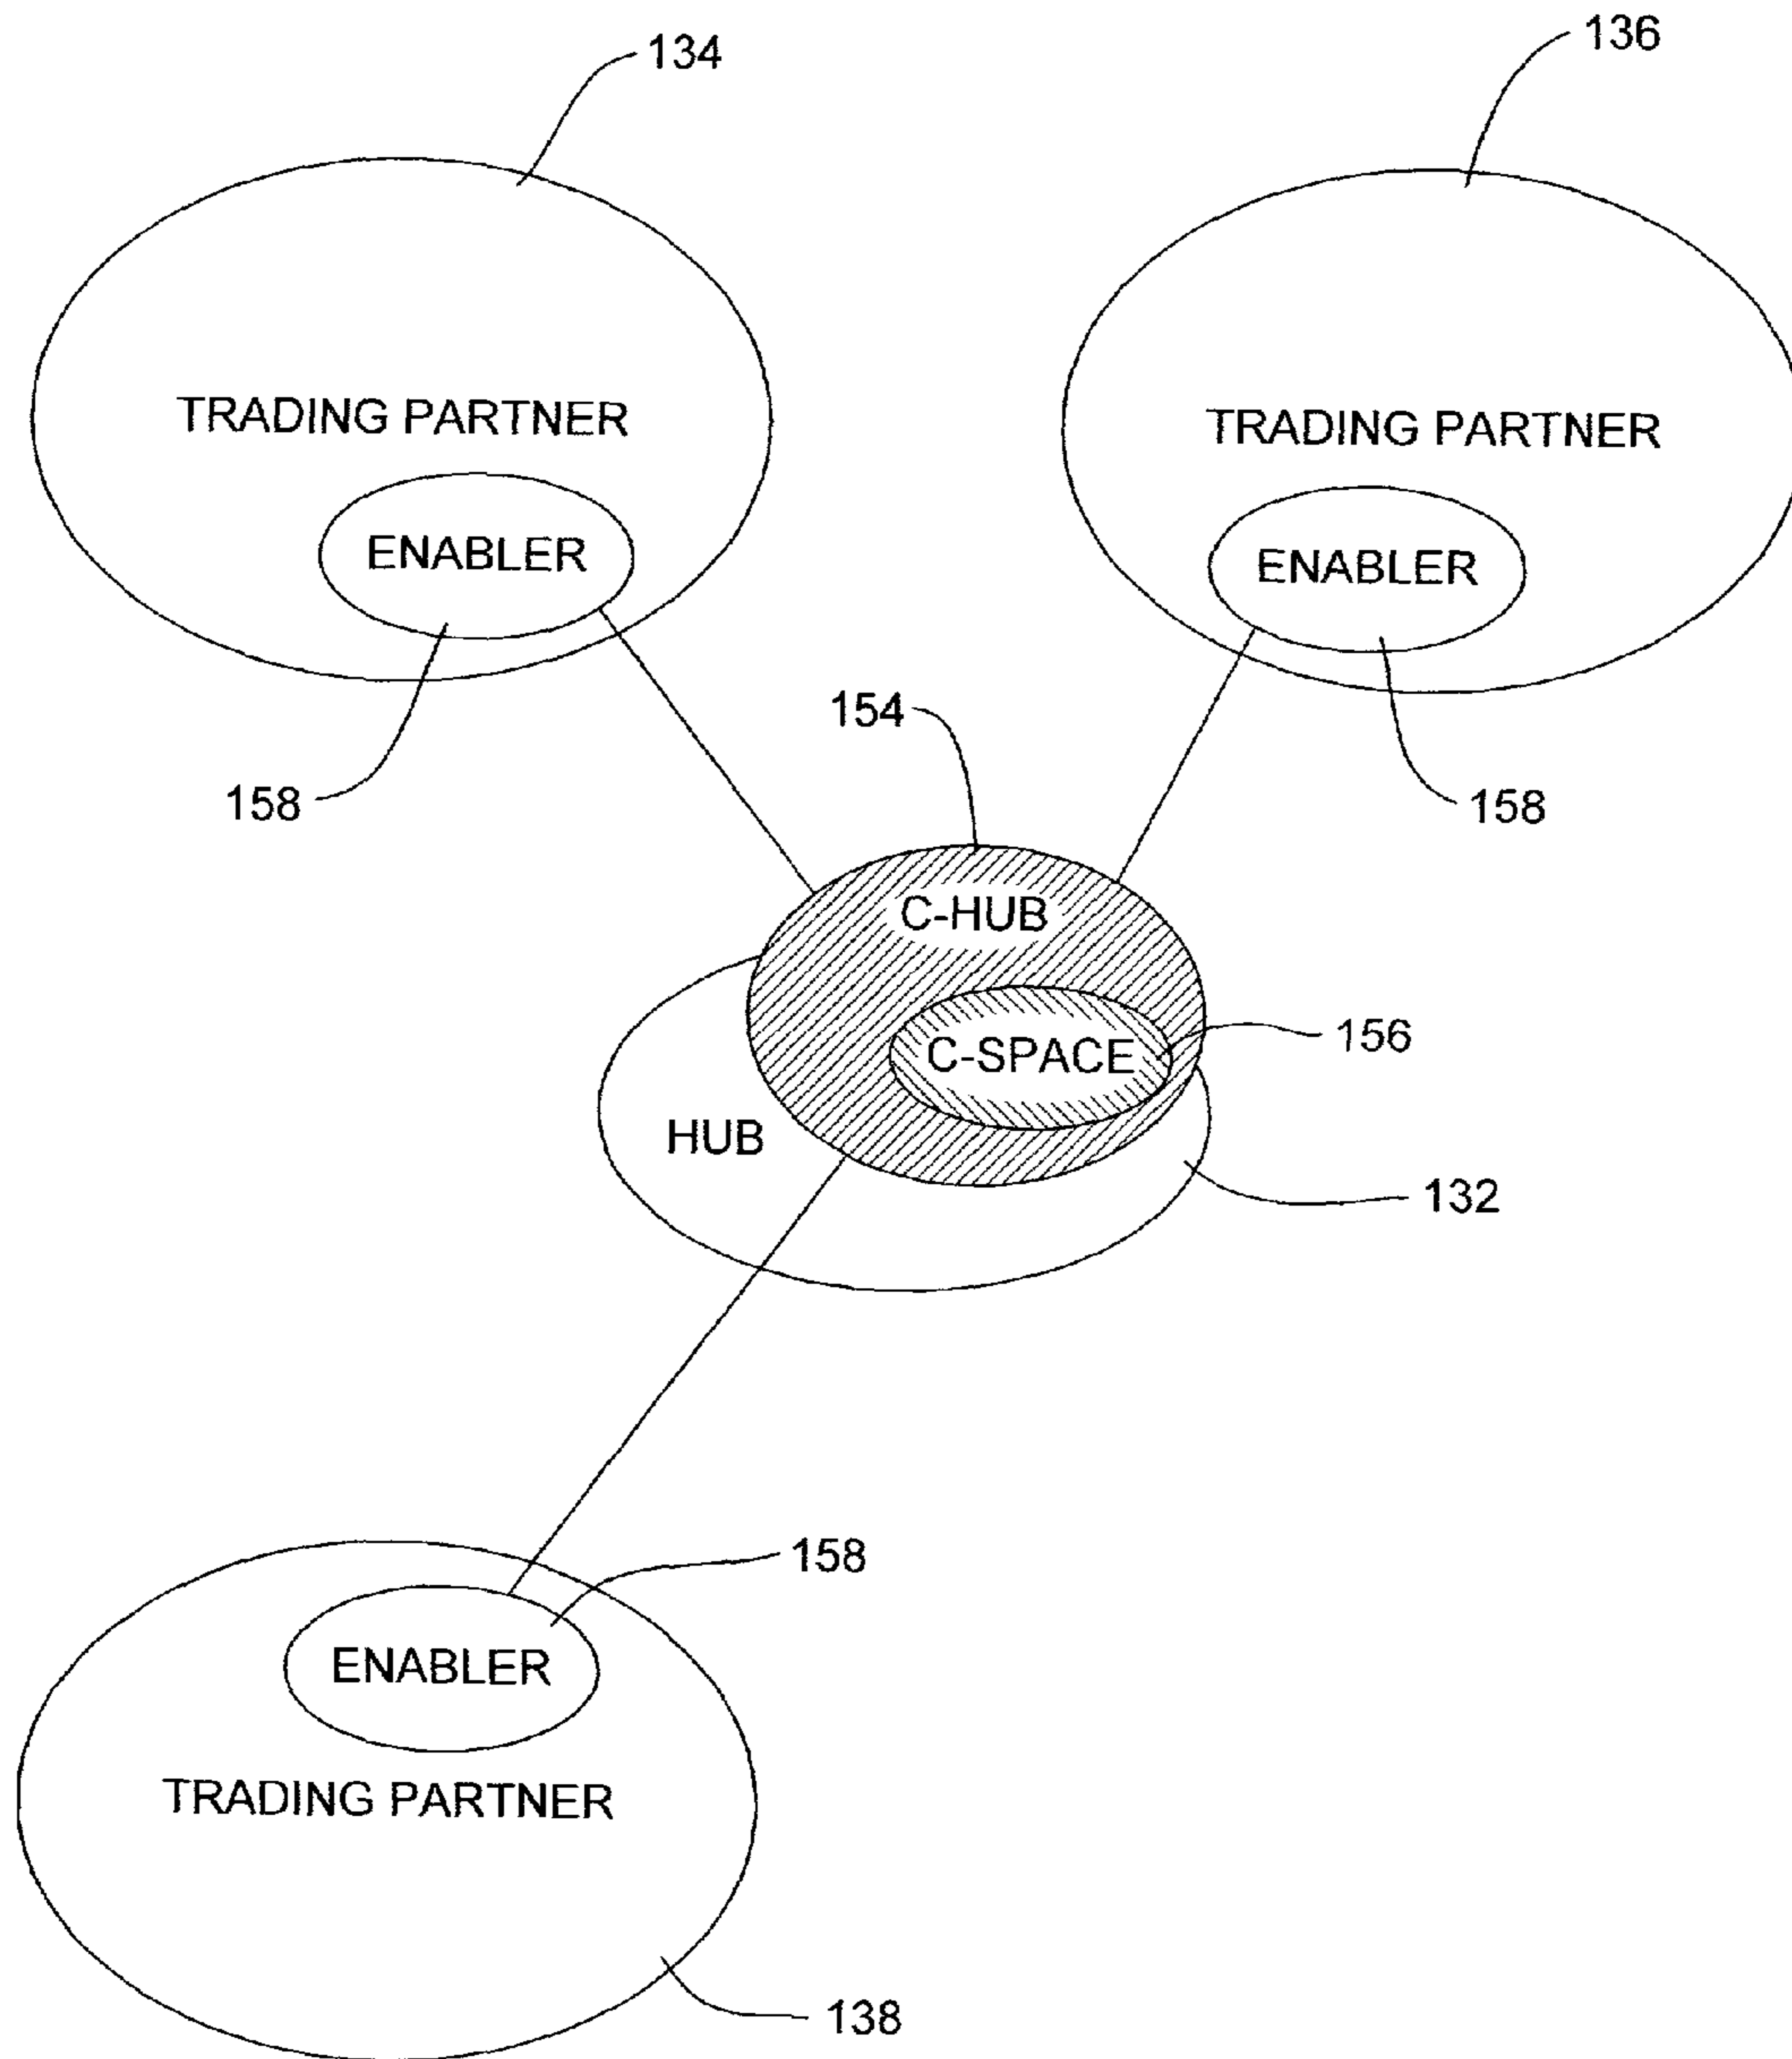 134
136
TRADING PARTNER
TRADING PARTNER
ENABLER
ENABLER
154
158
158
C-HUB
156
C-SPACE
HUB
132
158
ENABLER
TRADING PARTNER
138